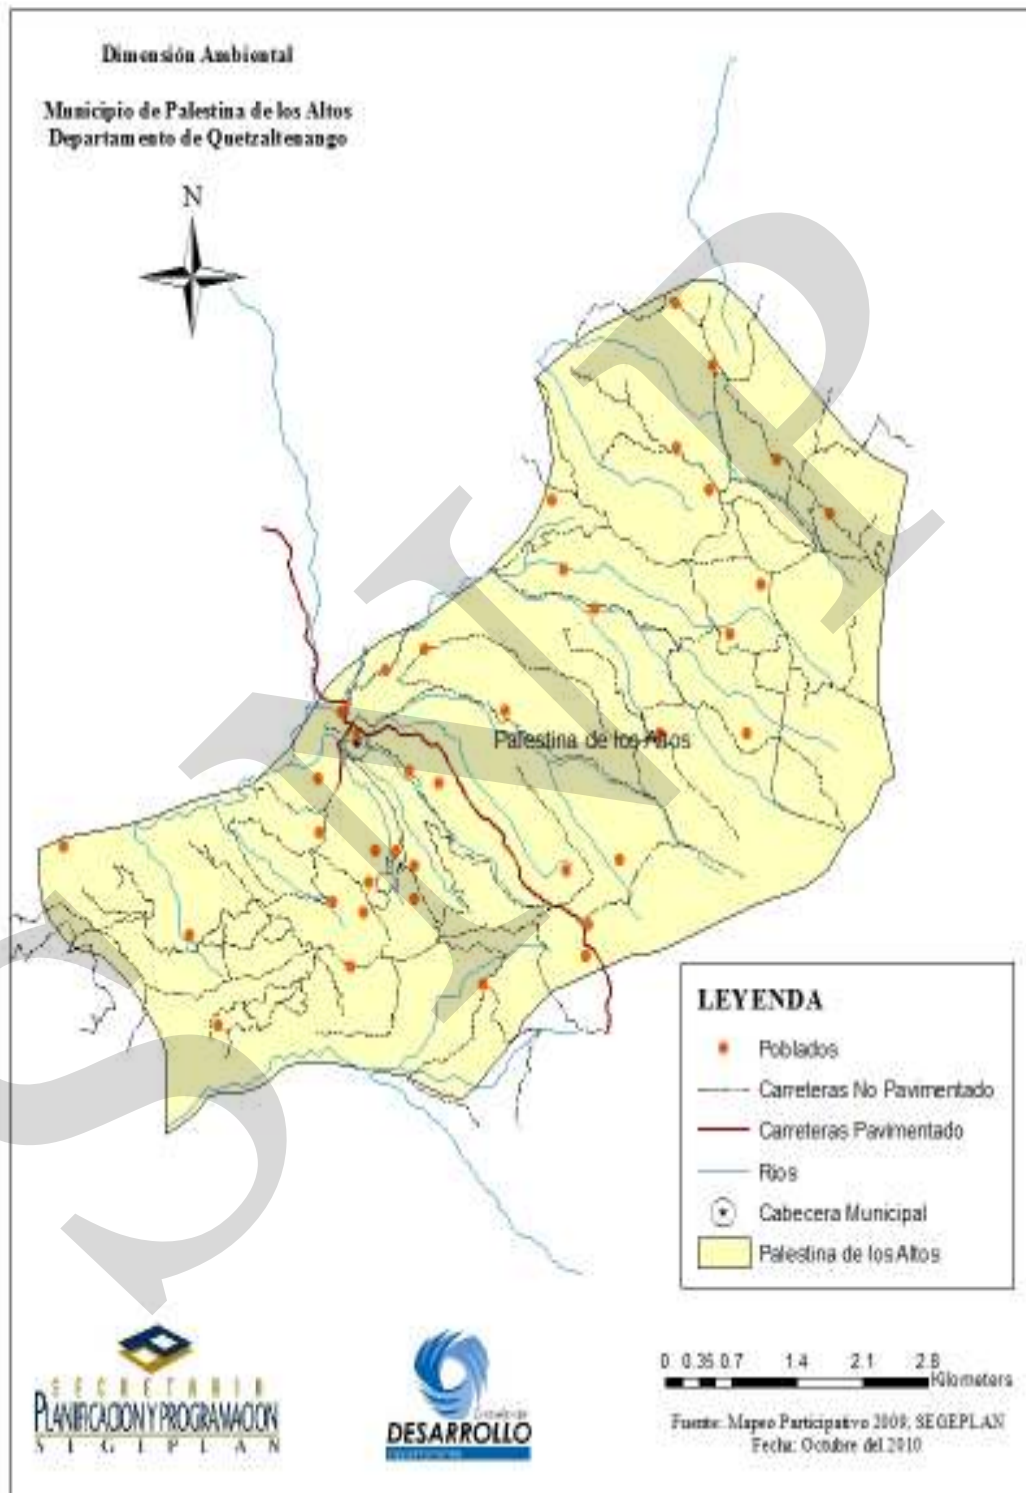 Dimensión Ambiental
Municipio de Palestina de los Altos
Departamento de Quetzaltenango
N
Palestina de los Altos
LEYENDA
Poblados
Carreteras No Pavimentado
Carreteras Pavimentado
Rios
Cabecera Municipal
Palestina de los Altos
SECRETARIA
PLANIFICACION Y PROGRAMACION
SEGEPLAN
DESARROLLO
0 0.35 0.7 1.4 2.1 2.8
Kilometers
Fuente: Mapeo Participativo 2009, SEGEPLAN
Fecha: Octubre del 2010